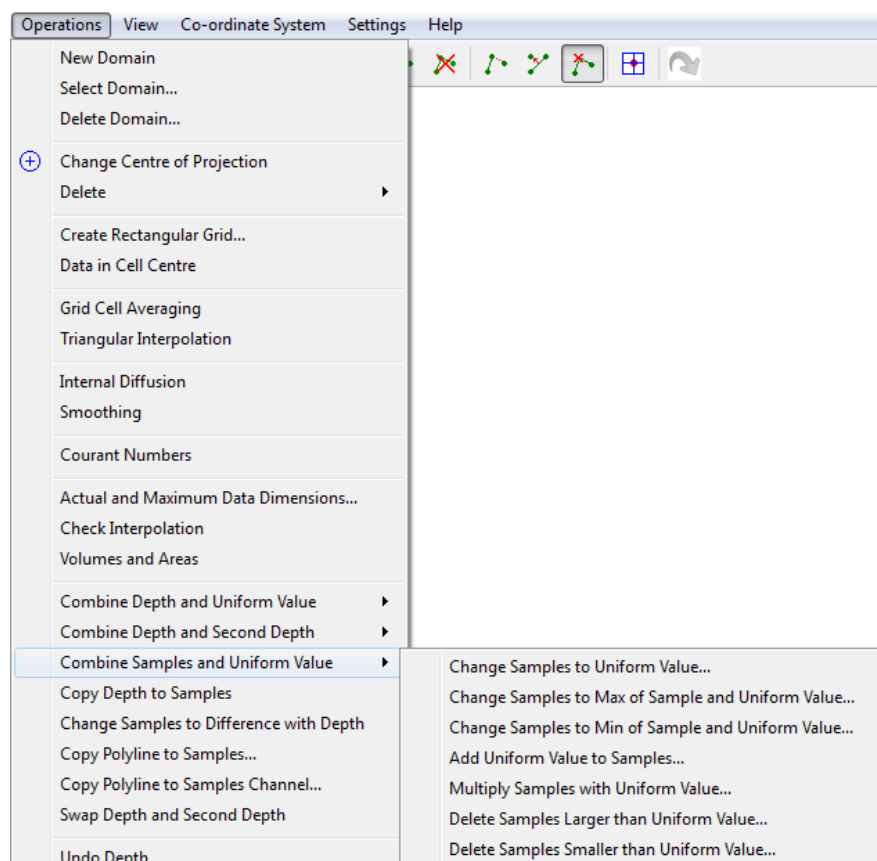 Operations View Co-ordinate System Settings Help
New Domain
Select Domain...
Delete Domain...
Change Centre of Projection
Delete
Create Rectangular Grid...
Data in Cell Centre
Grid Cell Averaging
Triangular Interpolation
Internal Diffusion
Smoothing
Courant Numbers
Actual and Maximum Data Dimensions...
Check Interpolation
Volumes and Areas
Combine Depth and Uniform Value
Combine Depth and Second Depth
Combine Samples and Uniform Value
Copy Depth to Samples
Change Samples to Difference with Depth
Copy Polyline to Samples...
Copy Polyline to Samples Channel...
Swap Depth and Second Depth
Undo Depth
Change Samples to Uniform Value...
Change Samples to Max of Sample and Uniform Value...
Change Samples to Min of Sample and Uniform Value...
Add Uniform Value to Samples...
Multiply Samples with Uniform Value...
Delete Samples Larger than Uniform Value...
Delete Samples Smaller than Uniform Value...